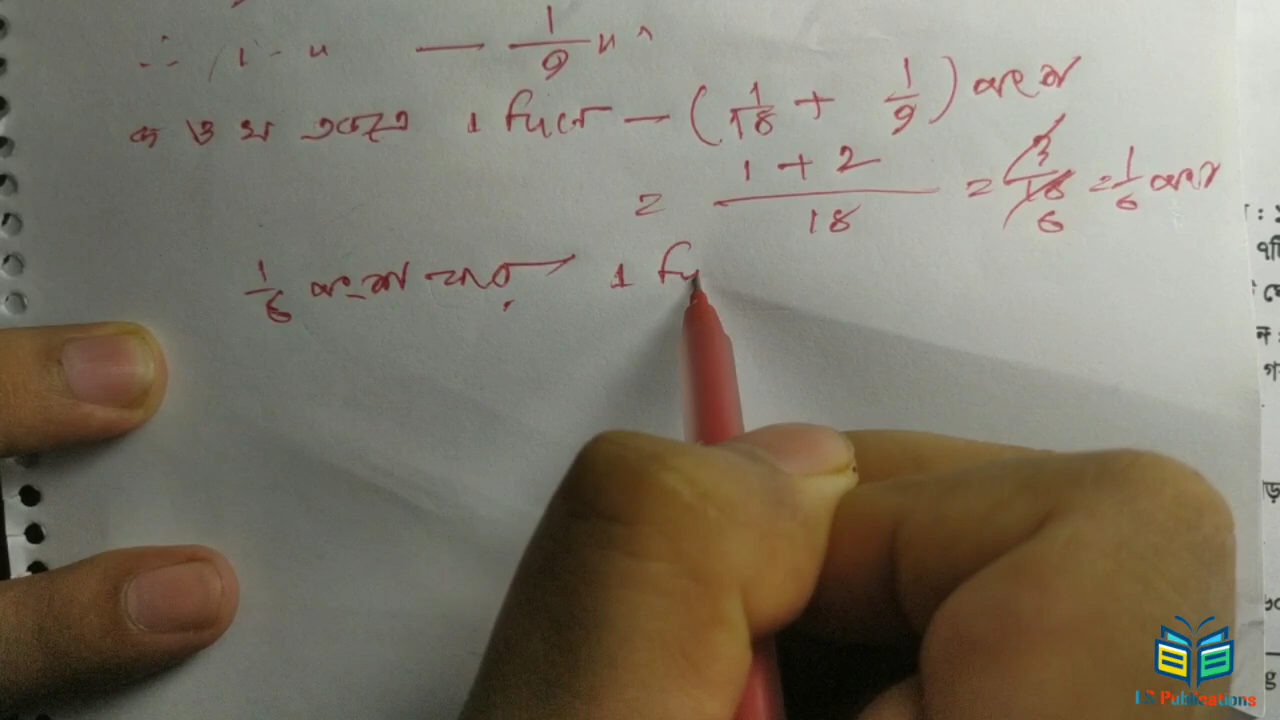 ∴ 1 " — 1/9 "
ক ও খ একত্রে 1 দিনে — (1/18 + 1/9) অংশ
= (1 + 2)/18 = 3/18 = 1/6 অংশ
1/6 অংশ করে 1 দি
LS Publications